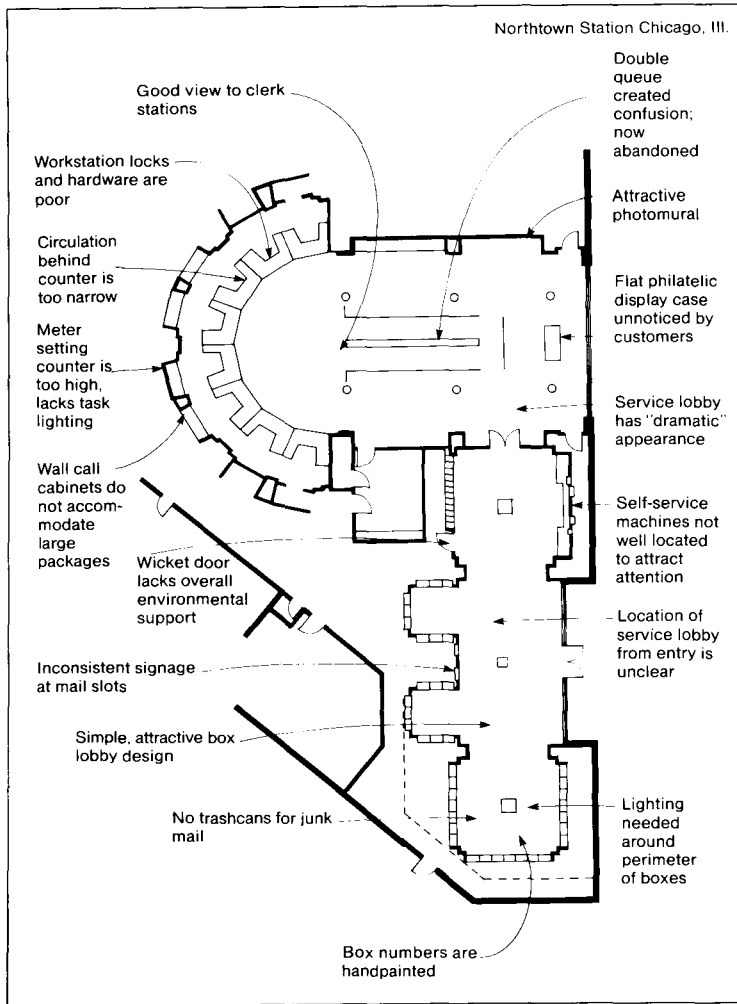 Northtown Station Chicago, Ill.
Good view to clerk
stations
Double
queue
created
confusion;
now
abandoned
Workstation locks
and hardware are
poor
Attractive
photomural
Circulation
behind
counter is
too narrow
Flat philatelic
display case
unnoticed by
customers
Meter
setting
counter is
too high,
lacks task
lighting
Service lobby
has "dramatic"
appearance
Wall call
cabinets do
not accom-
modate
large
packages
Self-service
machines not
well located
to attract
attention
Wicket door
lacks overall
environmental
support
Location of
service lobby
from entry is
unclear
Inconsistent signage
at mail slots
Simple, attractive box
lobby design
No trashcans for junk
mail
Lighting
needed
around
perimeter
of boxes
Box numbers are
handpainted